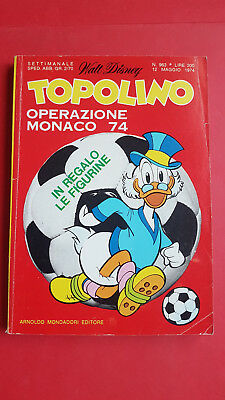 SETTIMANALE
SPED. ABB. GR. 2/70
Walt Disney
N. 963 * LIRE 300
12 MAGGIO 1974
TOPOLINO
OPERAZIONE
MONACO 74
IN REGALO
LE FIGURINE
ARNOLDO MONDADORI EDITORE